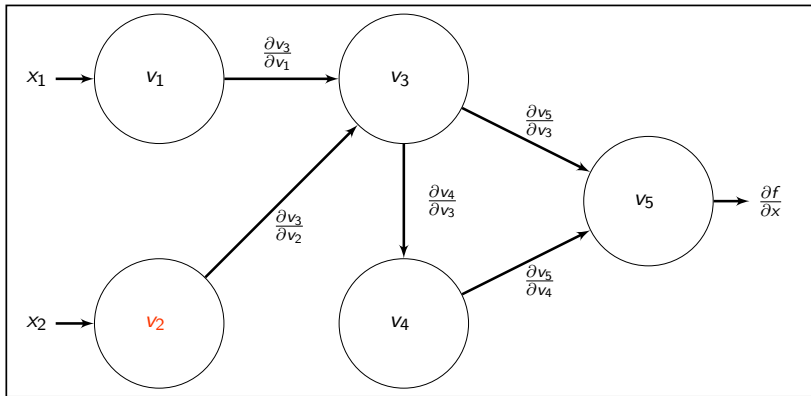 x₁
v₁
∂v₃/∂v₁
v₃
∂v₅/∂v₃
∂v₃/∂v₂
∂v₄/∂v₃
v₅
∂f/∂x
x₂
v₂
v₄
∂v₅/∂v₄